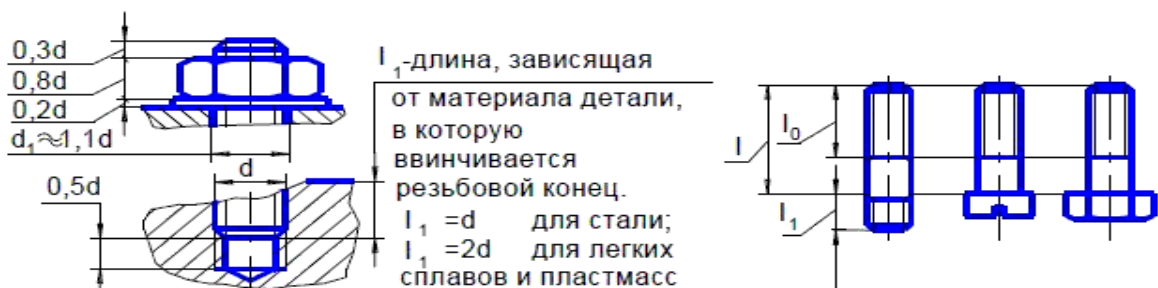 0,3d
0,8d
0,2d
d₁≈1,1d
d
0,5d
l₁-длина, зависящая
от материала детали,
в которую
ввинчивается
резьбовой конец.
l₁ =d для стали;
l₁ =2d для легких
сплавов и пластмасс
l
l₀
l₁